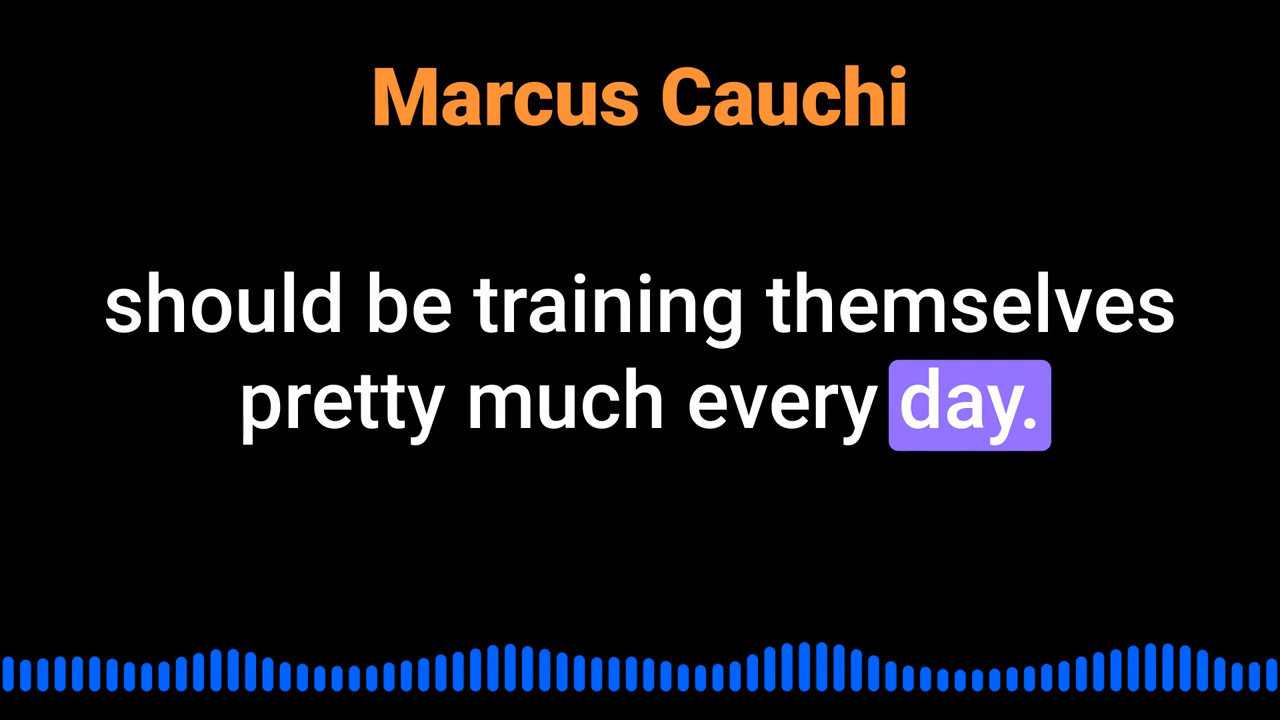 Marcus Cauchi
should be training themselves
pretty much every day.